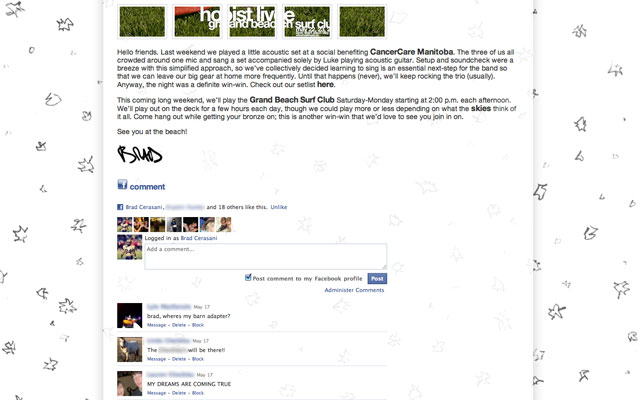 hopist livde
grand beach surf clu
surf clu
Hello friends. Last weekend we played a little acoustic set at a social benefiting CancerCare Manitoba. The three of us all
crowded around one mic and sang a set accompanied solely by Luke playing acoustic guitar. Setup and soundcheck were a
breeze with this simplified approach, so we've collectively decided learning to sing is an essential next-step for the band so
that we can leave our big gear at home more frequently. Until that happens (never), we'll keep rocking the trio (usually).
Anyway, the night was a definite win-win. Check out our setlist here.
This coming long weekend, we'll play the Grand Beach Surf Club Saturday-Monday starting at 2:00 p.m. each afternoon.
We'll play out on the deck for a few hours each day, though we could play more or less depending on what the skies think of
it all. Come hang out while getting your bronze on; this is another win-win that we'd love to see you join in on.
See you at the beach!
BRAD
comment
Brad Cerasani, and 18 others like this. Unlike
Logged in as Brad Cerasani
Add a comment...
Post comment to my Facebook profile Post
Administer Comments
May 17
brad, wheres my barn adapter?
Message - Delete - Block
May 17
The will be there!!
Message - Delete - Block
May 17
MY DREAMS ARE COMING TRUE
Message - Delete - Block